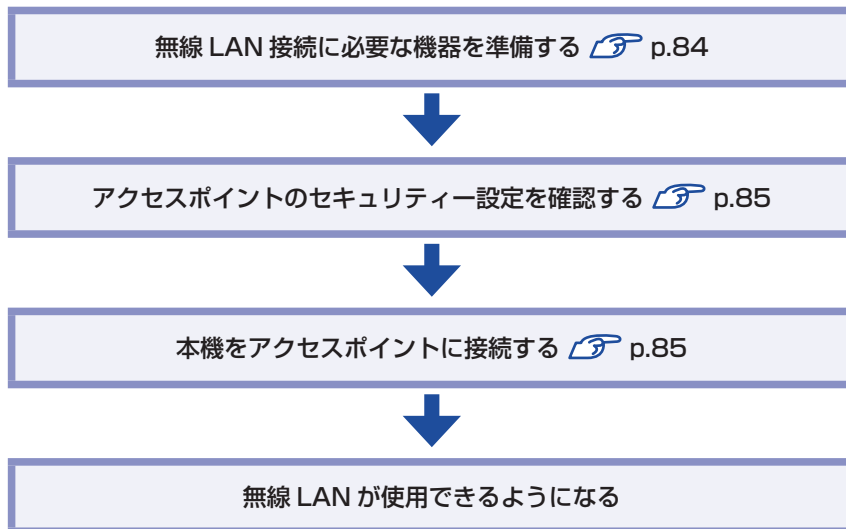 無線 LAN 接続に必要な機器を準備する p.84
アクセスポイントのセキュリティー設定を確認する p.85
本機をアクセスポイントに接続する p.85
無線 LAN が使用できるようになる